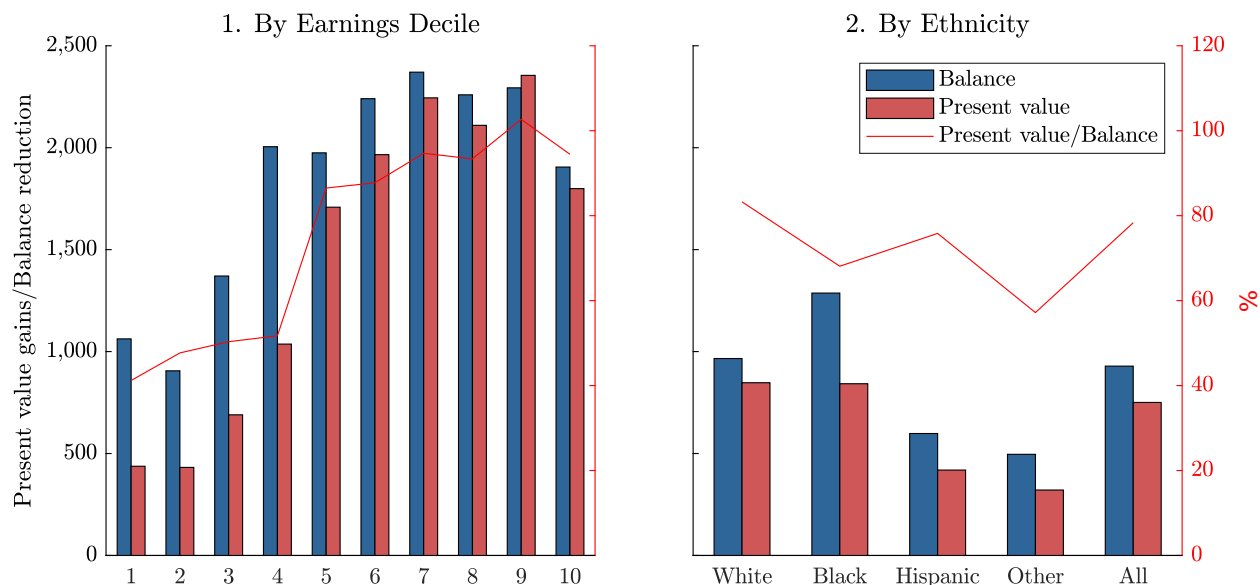 1. By Earnings Decile
2. By Ethnicity
Present value gains/Balance reduction
2,500
2,000
1,500
1,000
500
0
1 2 3 4 5 6 7 8 9 10
Balance
Present value
Present value/Balance
120
100
80
60
40
20
0
%
White Black Hispanic Other All